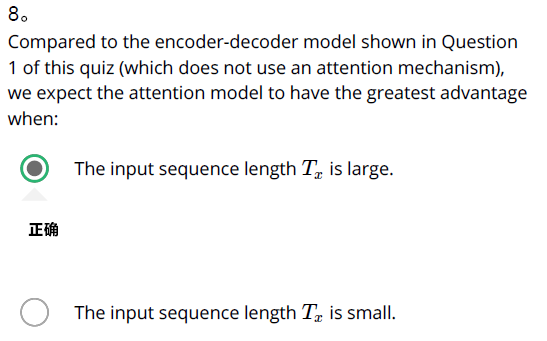 8。
Compared to the encoder-decoder model shown in Question
1 of this quiz (which does not use an attention mechanism),
we expect the attention model to have the greatest advantage
when:
The input sequence length Tₓ is large.
正确
The input sequence length Tₓ is small.